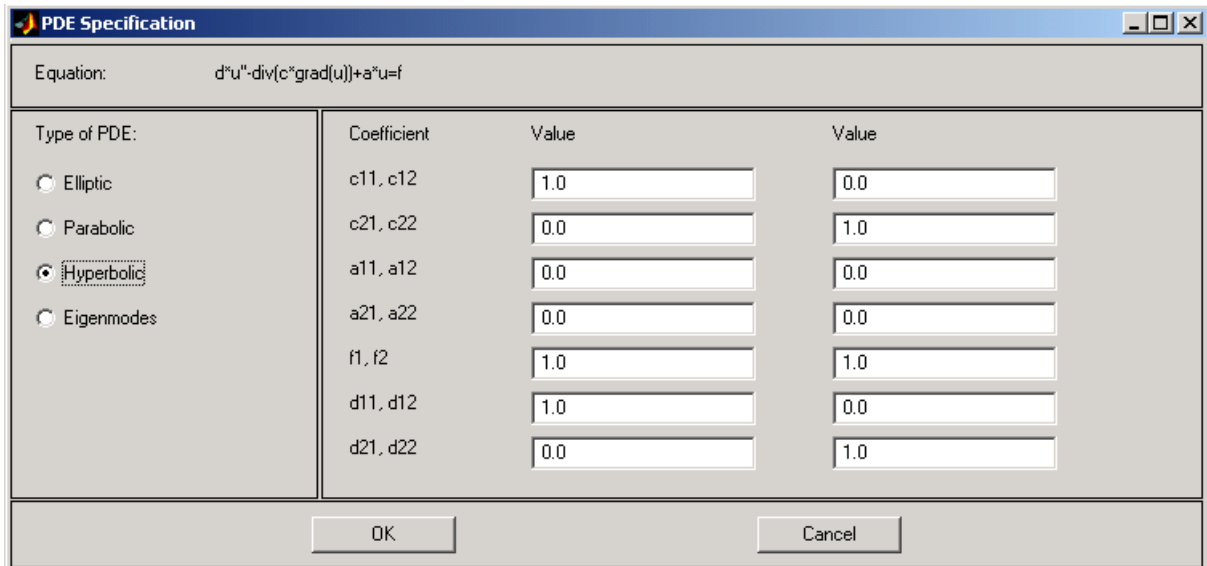 PDE Specification
Equation: d*u''-div(c*grad(u))+a*u=f
Type of PDE: Coefficient Value Value
Elliptic c11, c12 1.0 0.0
Parabolic c21, c22 0.0 1.0
Hyperbolic a11, a12 0.0 0.0
Eigenmodes a21, a22 0.0 0.0
f1, f2 1.0 1.0
d11, d12 1.0 0.0
d21, d22 0.0 1.0
OK Cancel